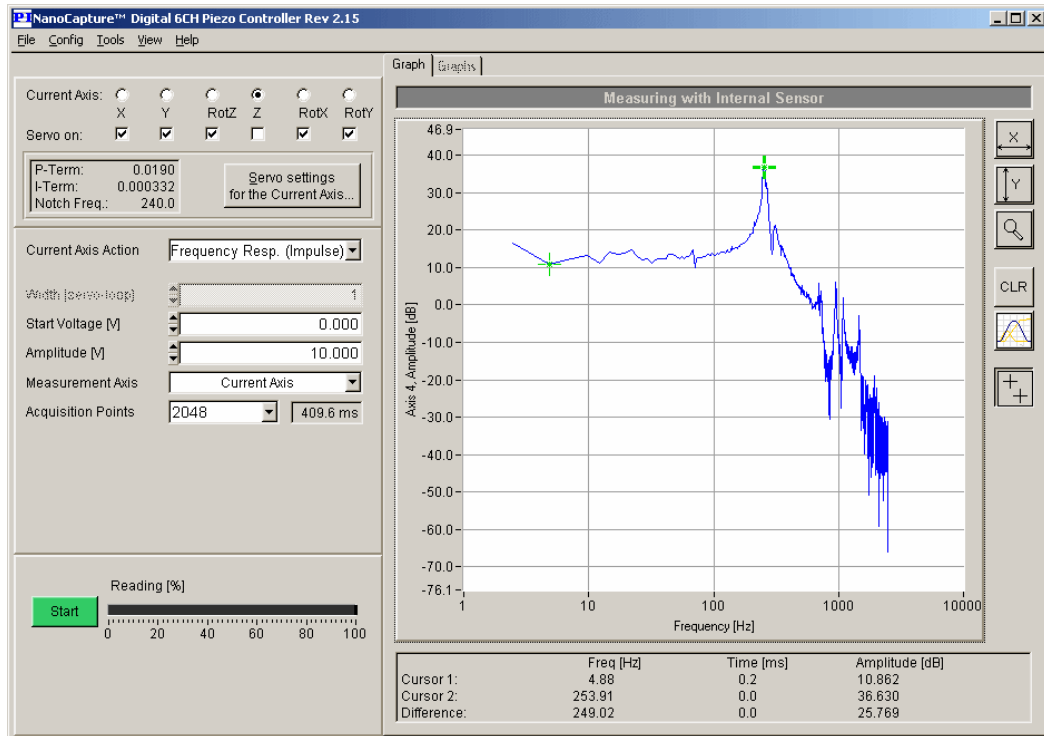 PI NanoCapture™ Digital 6CH Piezo Controller Rev 2.15
File Config Tools View Help
Graph Graphs
Current Axis:
X Y RotZ Z RotX RotY
Servo on:
P-Term: 0.0190
I-Term: 0.000332
Notch Freq.: 240.0
Servo settings
for the Current Axis...
Current Axis Action Frequency Resp. (Impulse)
Width [servo-loop] 1
Start Voltage [V] 0.000
Amplitude [V] 10.000
Measurement Axis Current Axis
Acquisition Points 2048 409.6 ms
Reading [%]
Start
0 20 40 60 80 100
Measuring with Internal Sensor
46.9
40.0
30.0
20.0
10.0
0.0
-10.0
-20.0
-30.0
-40.0
-50.0
-60.0
-70.0
-76.1
Axis 4, Amplitude [dB]
1 10 100 1000 10000
Frequency [Hz]
X
Y
CLR
Freq [Hz] Time [ms] Amplitude [dB]
Cursor 1: 4.88 0.2 10.862
Cursor 2: 253.91 0.0 36.630
Difference: 249.02 0.0 25.769